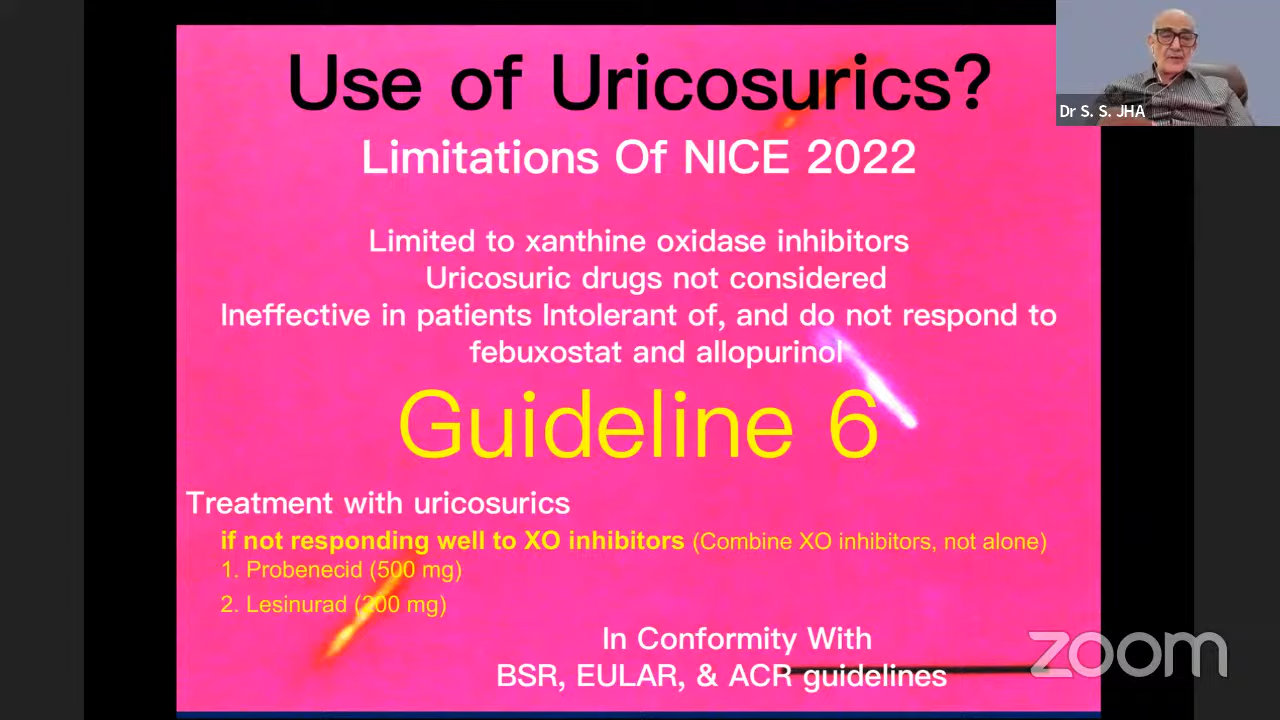 Use of Uricosurics?
Limitations Of NICE 2022
Limited to xanthine oxidase inhibitors
Uricosuric drugs not considered
Ineffective in patients Intolerant of, and do not respond to
febuxostat and allopurinol
Guideline 6
Treatment with uricosurics
if not responding well to XO inhibitors (Combine XO inhibitors, not alone)
1. Probenecid (500 mg)
2. Lesinurad (200 mg)
In Conformity With
BSR, EULAR, & ACR guidelines
Dr S. S. JHA
zoom